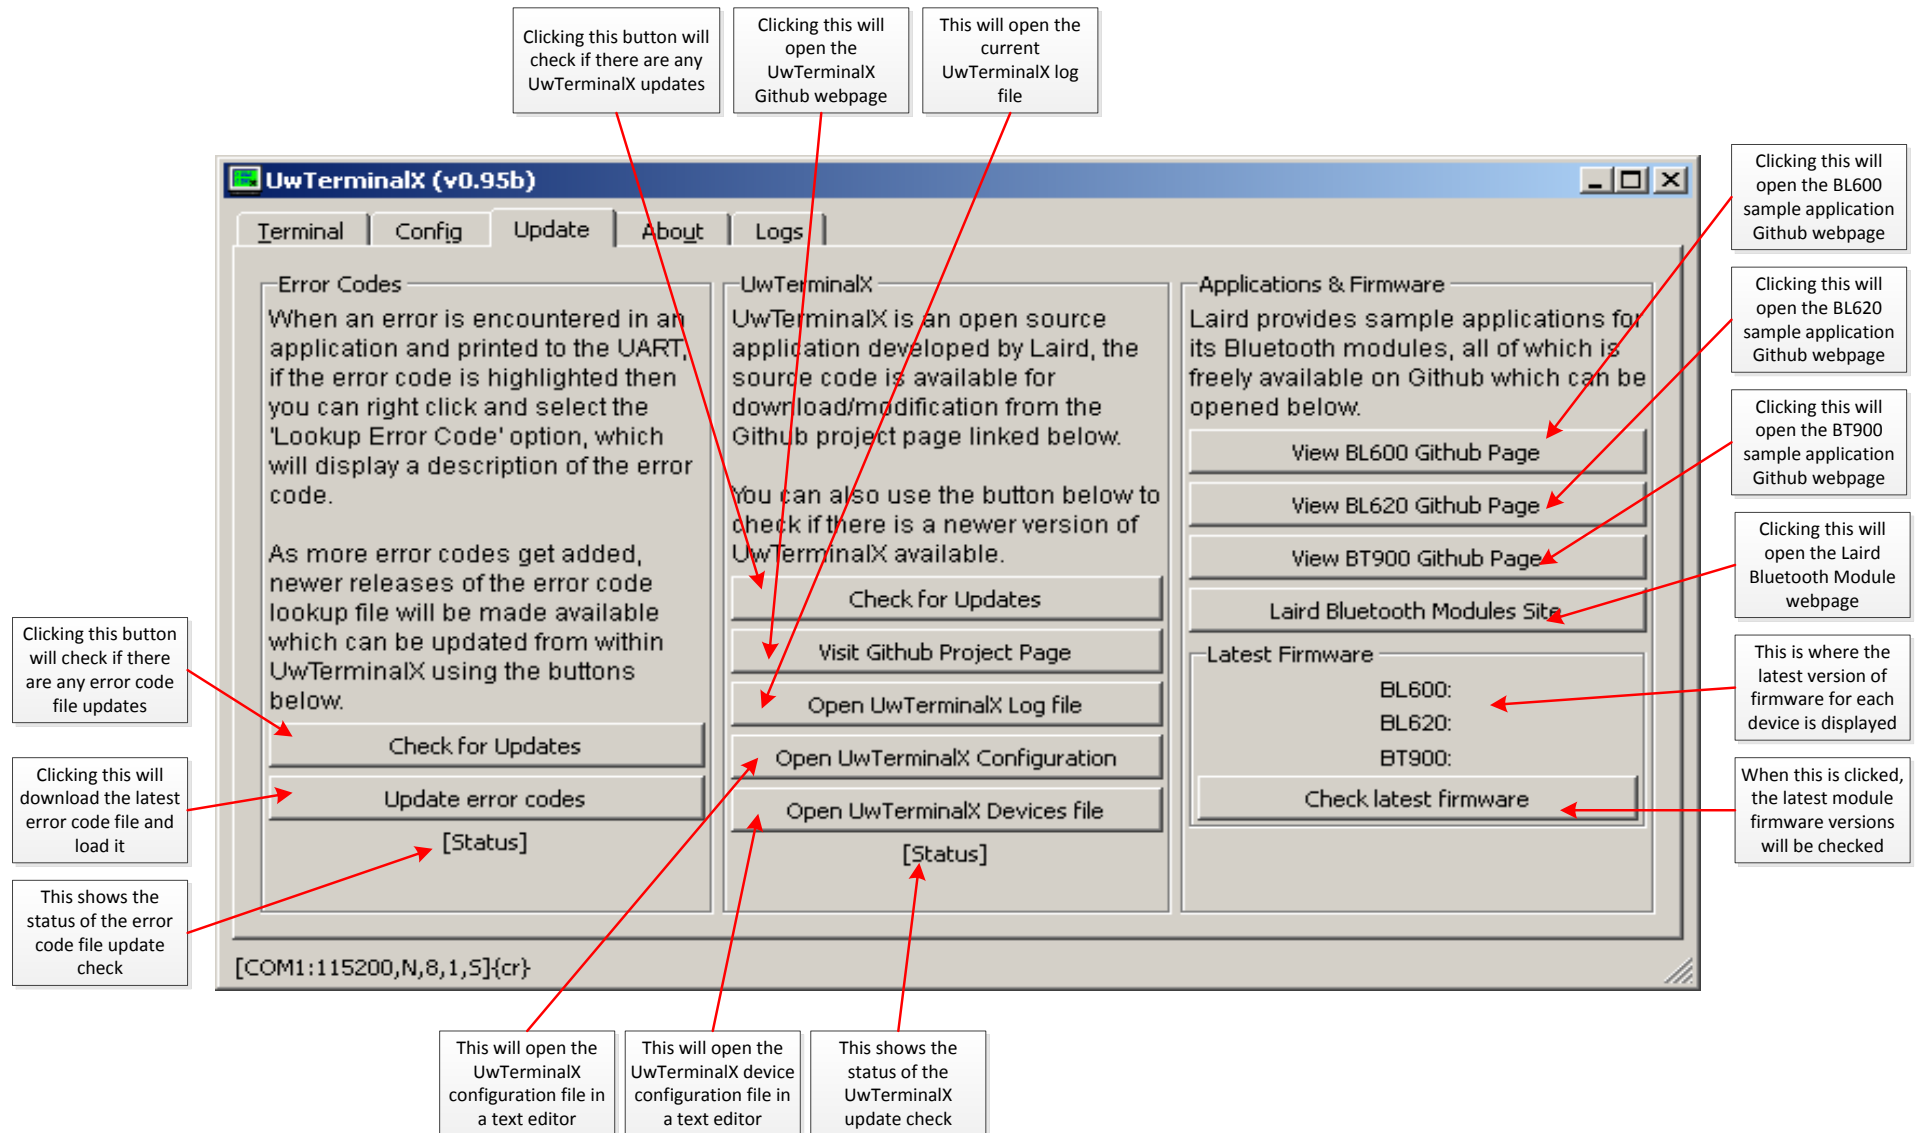 Clicking this button will
check if there are any
UwTerminalX updates
Clicking this will
open the
UwTerminalX
Github webpage
This will open the
current
UwTerminalX log
file
UwTerminalX (v0.95b)
Terminal
Config
Update
About
Logs
Error Codes
When an error is encountered in an
application and printed to the UART,
if the error code is highlighted then
you can right click and select the
'Lookup Error Code' option, which
will display a description of the error
code.
As more error codes get added,
newer releases of the error code
lookup file will be made available
which can be updated from within
UwTerminalX using the buttons
below.
Check for Updates
Update error codes
[Status]
UwTerminalX
UwTerminalX is an open source
application developed by Laird, the
source code is available for
download/modification from the
Github project page linked below.
You can also use the button below to
check if there is a newer version of
UwTerminalX available.
Check for Updates
Visit Github Project Page
Open UwTerminalX Log file
Open UwTerminalX Configuration
Open UwTerminalX Devices file
[Status]
Applications & Firmware
Laird provides sample applications for
its Bluetooth modules, all of which is
freely available on Github which can be
opened below.
View BL600 Github Page
View BL620 Github Page
View BT900 Github Page
Laird Bluetooth Modules Site
Latest Firmware
BL600:
BL620:
BT900:
Check latest firmware
[COM1:115200,N,8,1,S]{cr}
Clicking this button
will check if there
are any error code
file updates
Clicking this will
download the latest
error code file and
load it
This shows the
status of the error
code file update
check
Clicking this will
open the BL600
sample application
Github webpage
Clicking this will
open the BL620
sample application
Github webpage
Clicking this will
open the BT900
sample application
Github webpage
Clicking this will
open the Laird
Bluetooth Module
webpage
This is where the
latest version of
firmware for each
device is displayed
When this is clicked,
the latest module
firmware versions
will be checked
This will open the
UwTerminalX
configuration file in
a text editor
This will open the
UwTerminalX device
configuration file in
a text editor
This shows the
status of the
UwTerminalX
update check